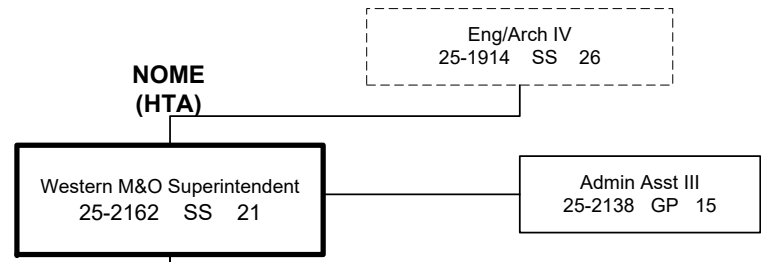 Eng/Arch IV
25-1914 SS 26
NOME
(HTA)
Western M&O Superintendent
25-2162 SS 21
Admin Asst III
25-2138 GP 15